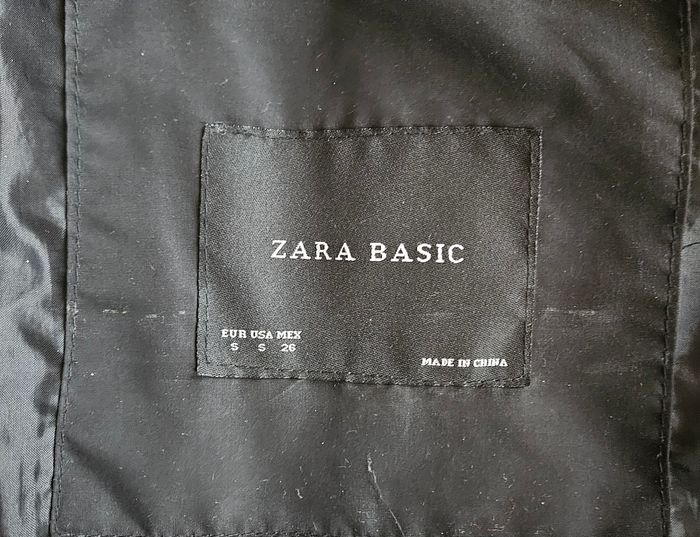 ZARA BASIC
EUR USA MEX
S S 26
MADE IN CHINA